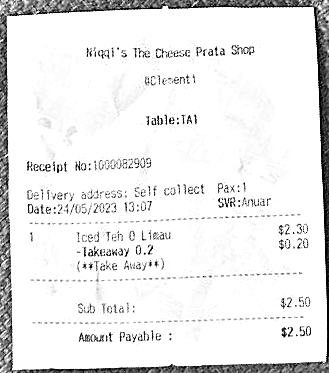 Niqqi's The Cheese Prata Shop
@Clementi
Table:TA1
Receipt No:1000082909
Delivery address: Self collect Pax:1
Date:24/05/2023 13:07 SVR:Anuar
1 Iced Teh O Limau $2.30
-Takeaway 0.2 $0.20
(**Take Away**)
Sub Total: $2.50
Amount Payable : $2.50